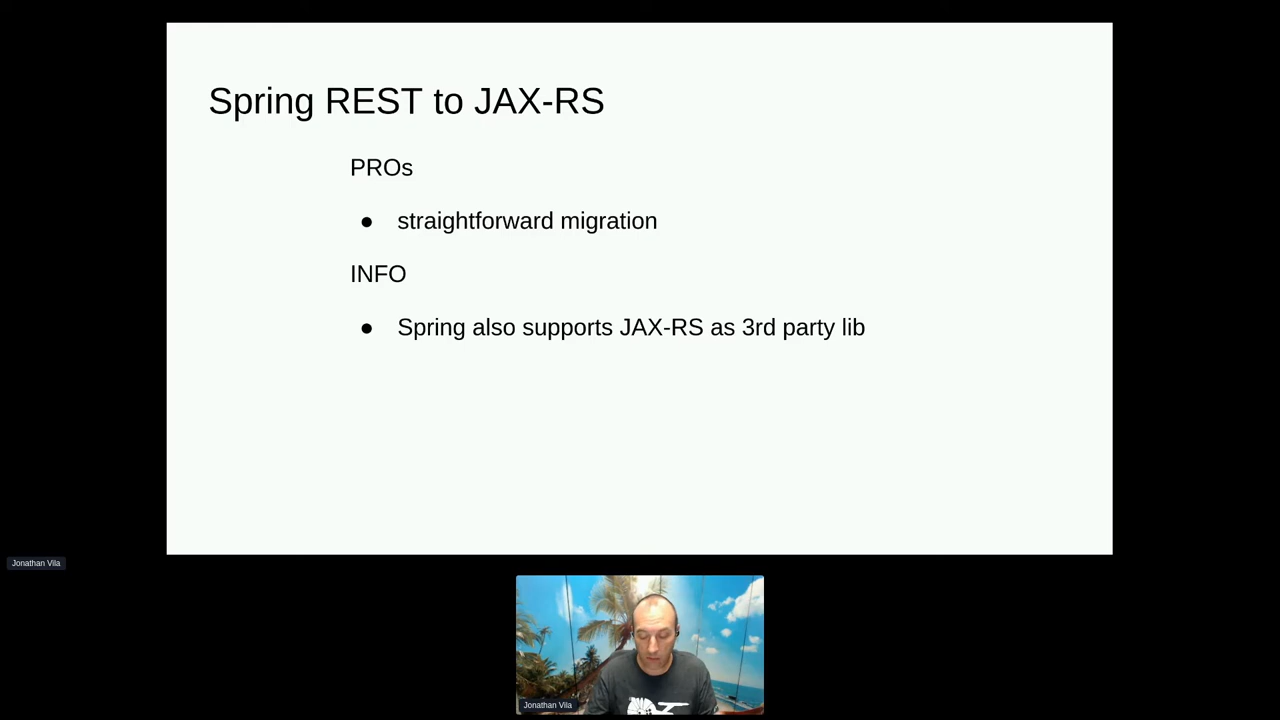 Spring REST to JAX-RS
PROs
● straightforward migration
INFO
● Spring also supports JAX-RS as 3rd party lib
Jonathan Vila
Jonathan Vila